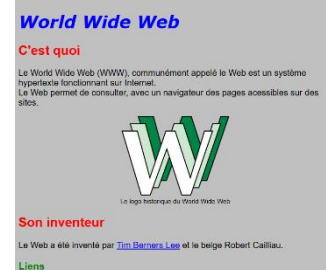 World Wide Web
C'est quoi
Le World Wide Web (WWW), communément appelé le Web est un système
hypertexte fonctionnant sur Internet.
Le Web permet de consulter, avec un navigateur des pages acessibles sur des
sites.
Le logo historique du World Wide Web
Son inventeur
Le Web a été inventé par Tim Berners Lee et le belge Robert Cailliau.
Liens